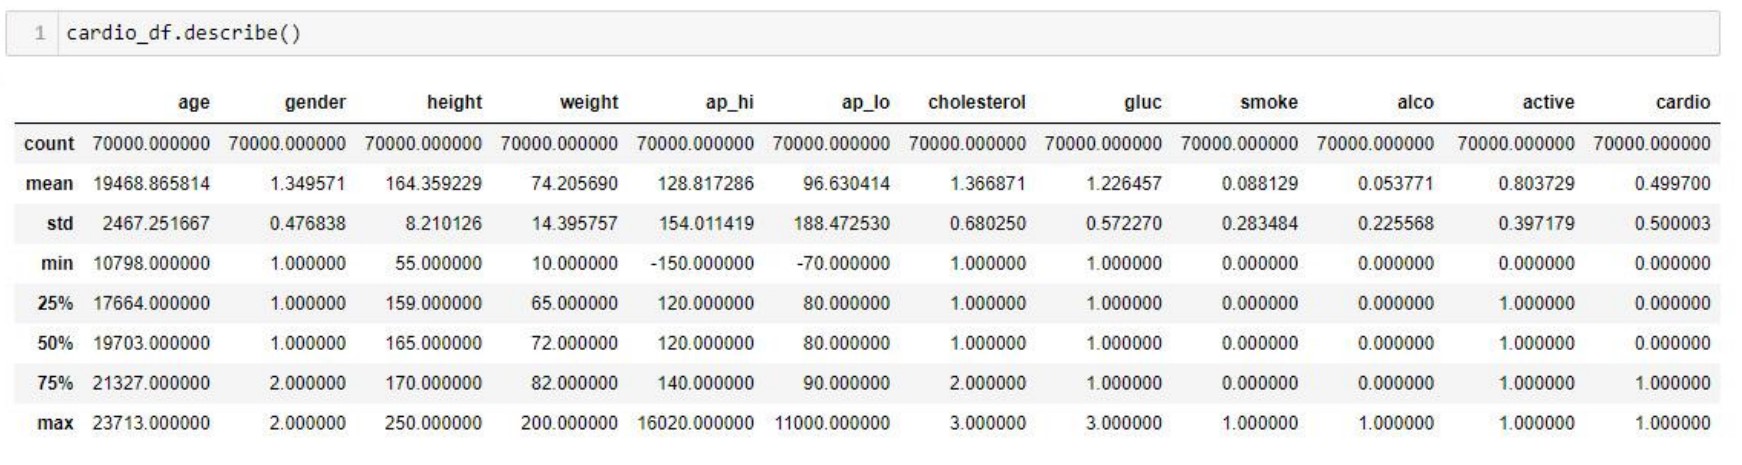 1 cardio_df.describe()
age gender height weight ap_hi ap_lo cholesterol gluc smoke alco active cardio
count 70000.000000 70000.000000 70000.000000 70000.000000 70000.000000 70000.000000 70000.000000 70000.000000 70000.000000 70000.000000 70000.000000 70000.000000
mean 19468.865814 1.349571 164.359229 74.205690 128.817286 96.630414 1.366871 1.226457 0.088129 0.053771 0.803729 0.499700
std 2467.251667 0.476838 8.210126 14.395757 154.011419 188.472530 0.680250 0.572270 0.283484 0.225568 0.397179 0.500003
min 10798.000000 1.000000 55.000000 10.000000 -150.000000 -70.000000 1.000000 1.000000 0.000000 0.000000 0.000000 0.000000
25% 17664.000000 1.000000 159.000000 65.000000 120.000000 80.000000 1.000000 1.000000 0.000000 0.000000 1.000000 0.000000
50% 19703.000000 1.000000 165.000000 72.000000 120.000000 80.000000 1.000000 1.000000 0.000000 0.000000 1.000000 0.000000
75% 21327.000000 2.000000 170.000000 82.000000 140.000000 90.000000 2.000000 1.000000 0.000000 0.000000 1.000000 1.000000
max 23713.000000 2.000000 250.000000 200.000000 16020.000000 11000.000000 3.000000 3.000000 1.000000 1.000000 1.000000 1.000000